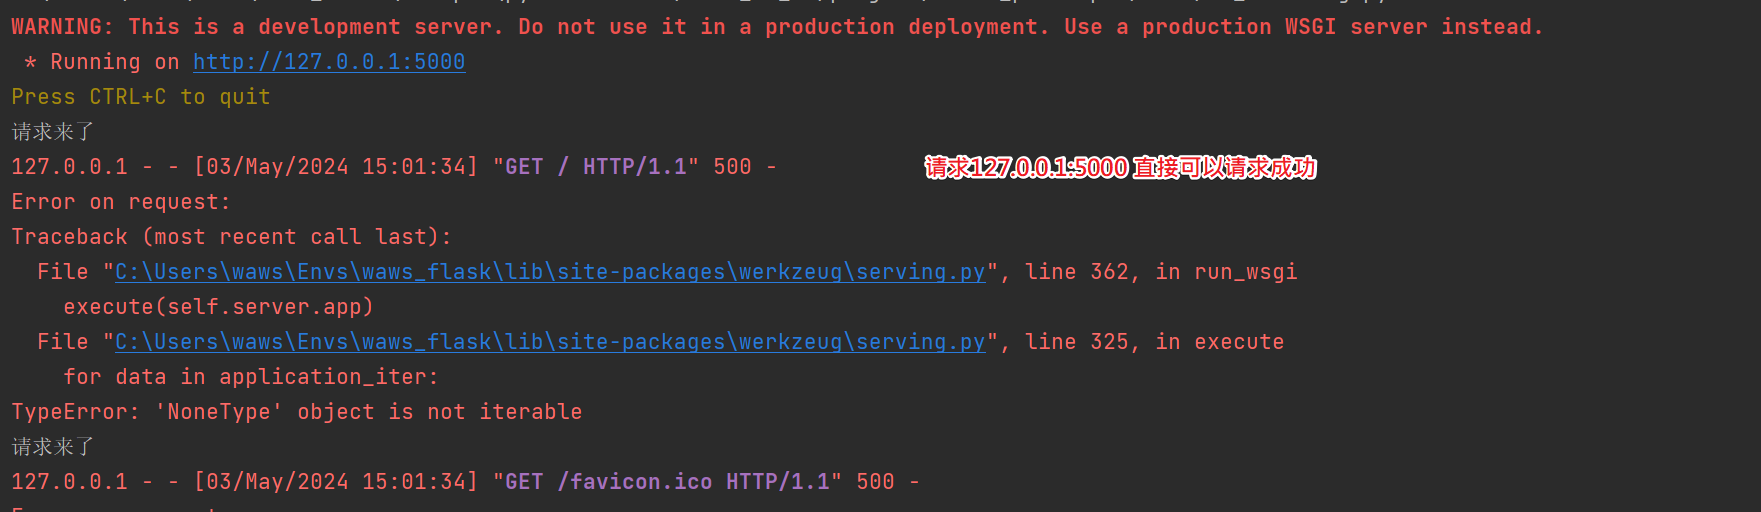 WARNING: This is a development server. Do not use it in a production deployment. Use a production WSGI server instead.
* Running on http://127.0.0.1:5000
Press CTRL+C to quit
请求来了
127.0.0.1 - - [03/May/2024 15:01:34] "GET / HTTP/1.1" 500 -
请求127.0.0.1:5000 直接可以请求成功
Error on request:
Traceback (most recent call last):
File "C:\Users\waws\Envs\waws_flask\lib\site-packages\werkzeug\serving.py", line 362, in run_wsgi
execute(self.server.app)
File "C:\Users\waws\Envs\waws_flask\lib\site-packages\werkzeug\serving.py", line 325, in execute
for data in application_iter:
TypeError: 'NoneType' object is not iterable
请求来了
127.0.0.1 - - [03/May/2024 15:01:34] "GET /favicon.ico HTTP/1.1" 500 -